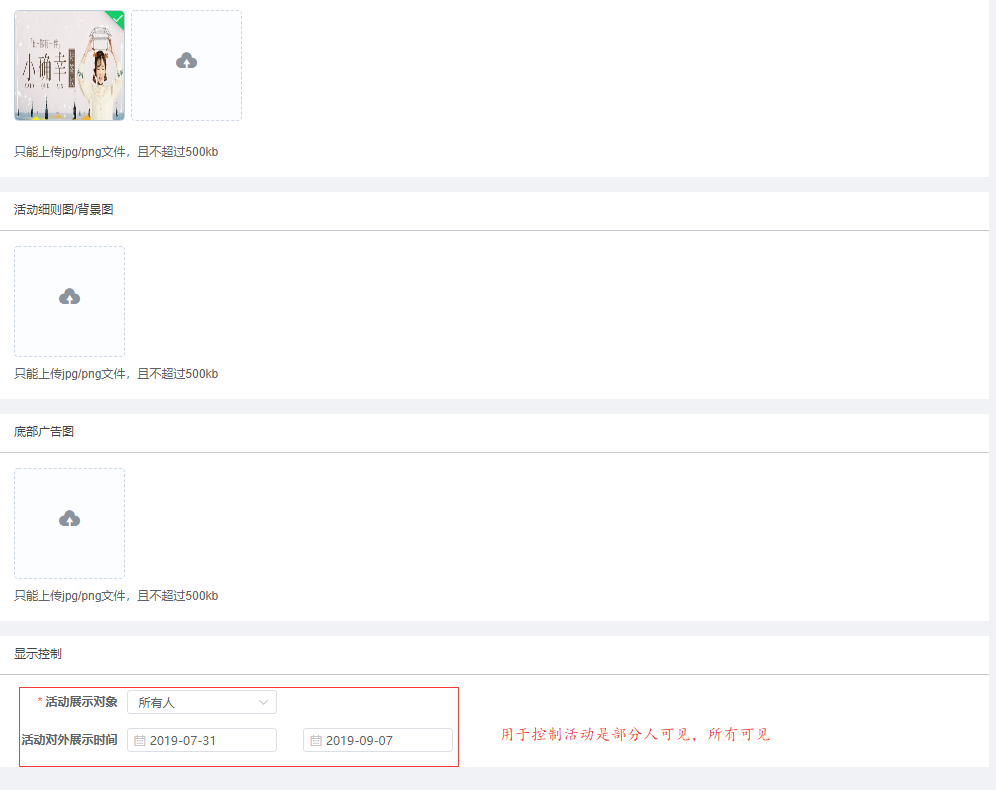 小确幸
只能上传jpg/png文件，且不超过500kb
活动细则图/背景图
只能上传jpg/png文件，且不超过500kb
底部广告图
只能上传jpg/png文件，且不超过500kb
显示控制
* 活动展示对象 所有人
活动对外展示时间 2019-07-31 2019-09-07
用于控制活动是部分人可见，所有可见